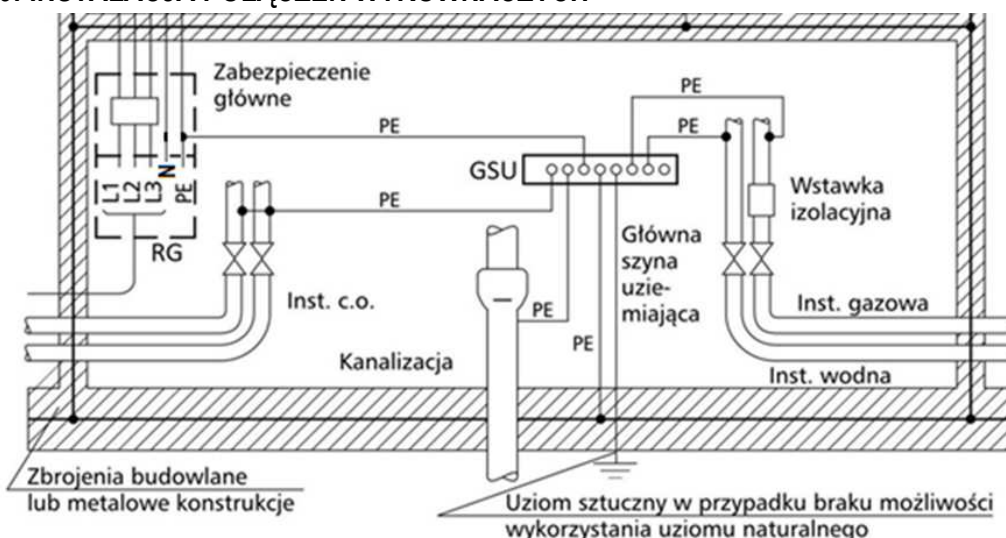 Zabezpieczenie
główne
PE
PE
PE
GSU
L1
L2
L3
N
PE
RG
PE
Wstawka
izolacyjna
Główna
szyna
uzie-
miająca
Inst. c.o.
PE
PE
Inst. gazowa
Kanalizacja
Inst. wodna
Zbrojenia budowlane
lub metalowe konstrukcje
Uziom sztuczny w przypadku braku możliwości
wykorzystania uziomu naturalnego